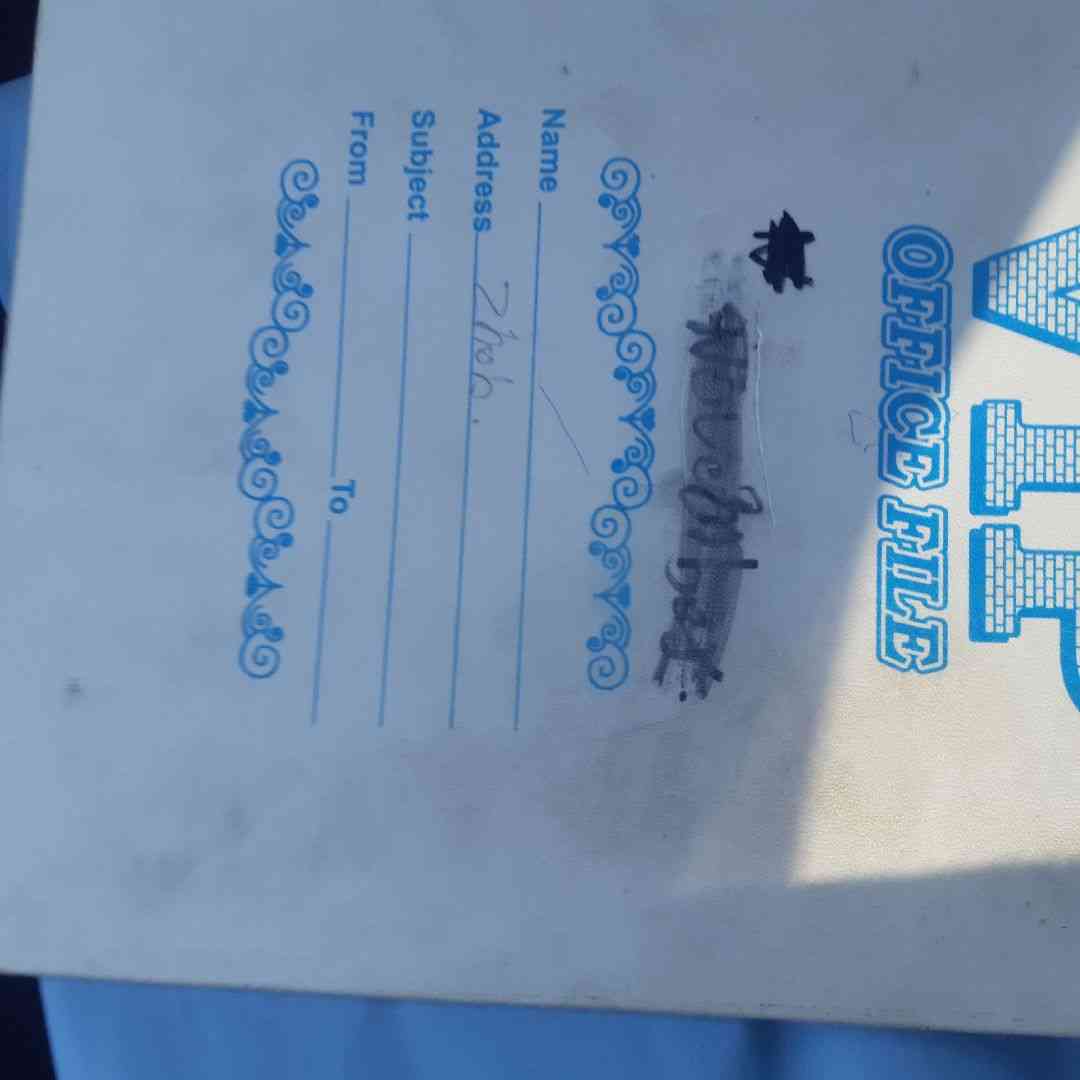 VIP
OFFICE FILE
Name
Address Zhob.
Subject
From To